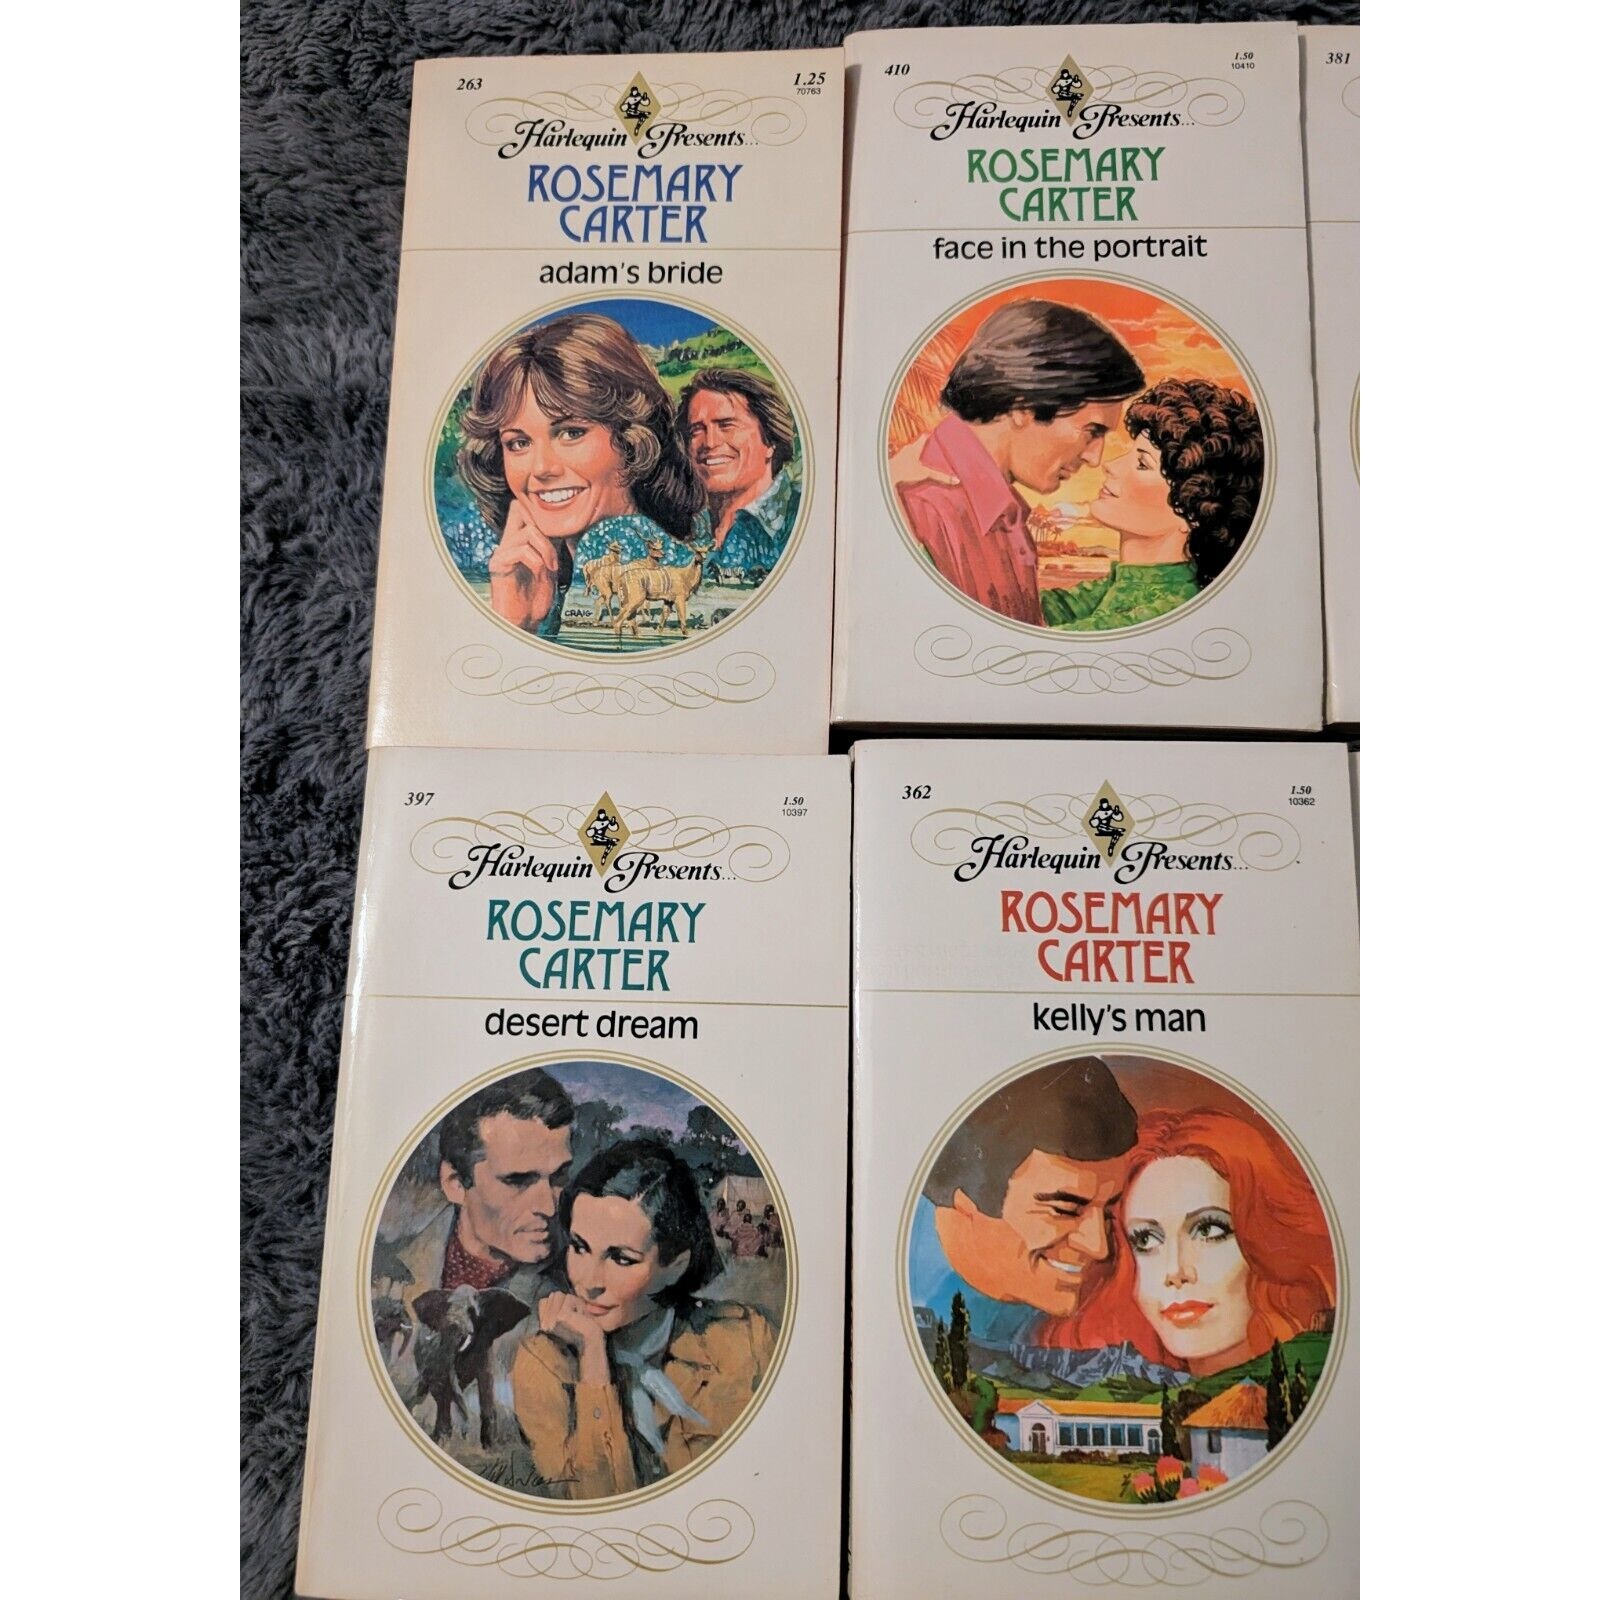 263
1.25
70763
Harlequin Presents...
ROSEMARY
CARTER
adam's bride
CRAIG
410
1.50
10410
Harlequin Presents...
ROSEMARY
CARTER
face in the portrait
381
397
1.50
10397
Harlequin Presents...
ROSEMARY
CARTER
desert dream
362
1.50
10362
Harlequin Presents...
ROSEMARY
CARTER
kelly's man